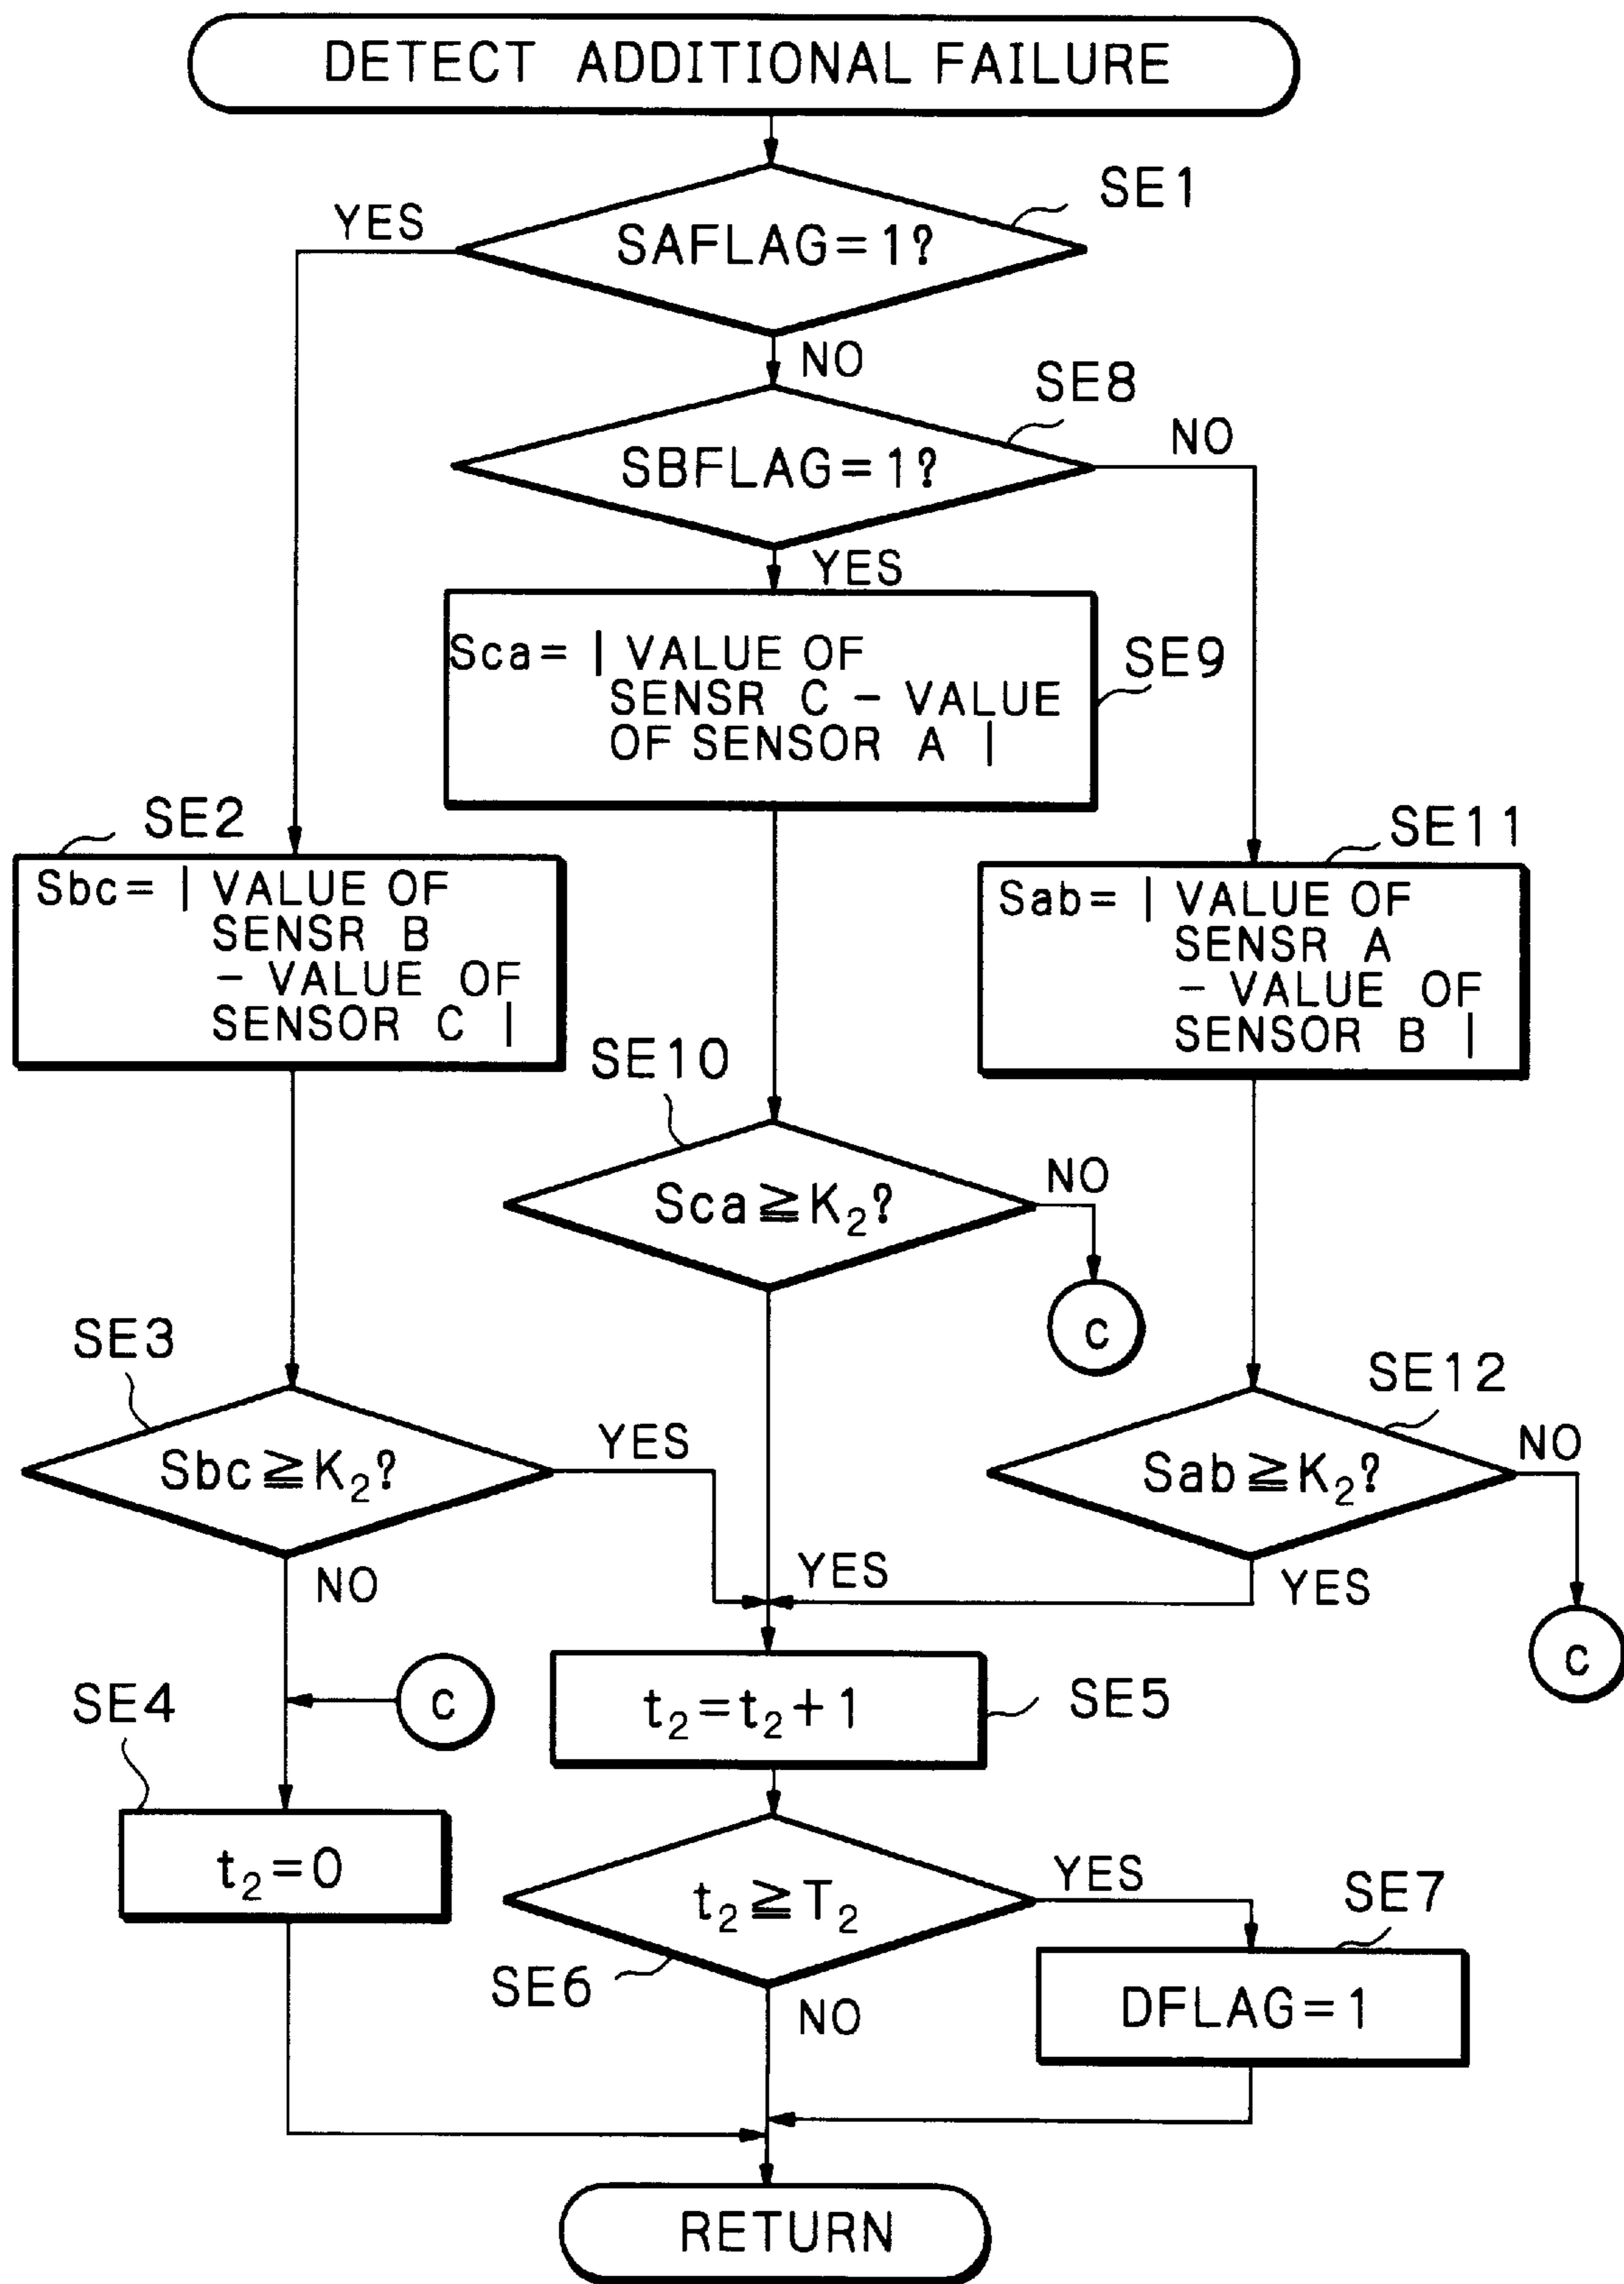 DETECT ADDITIONAL FAILURE
SE1
YES
SAFLAG=1?
NO
SE8
NO
SBFLAG=1?
YES
Sca= | VALUE OF
SENSR C - VALUE
OF SENSOR A |
SE9
SE2
Sbc= | VALUE OF
SENSR B
- VALUE OF
SENSOR C |
SE11
Sab= | VALUE OF
SENSR A
- VALUE OF
SENSOR B |
SE10
Sca≧K₂?
NO
c
SE3
Sbc≧K₂?
YES
NO
SE12
Sab≧K₂?
NO
YES
YES
c
c
SE4
t₂=0
t₂=t₂+1
SE5
t₂≧T₂
YES
SE6
NO
SE7
DFLAG=1
RETURN